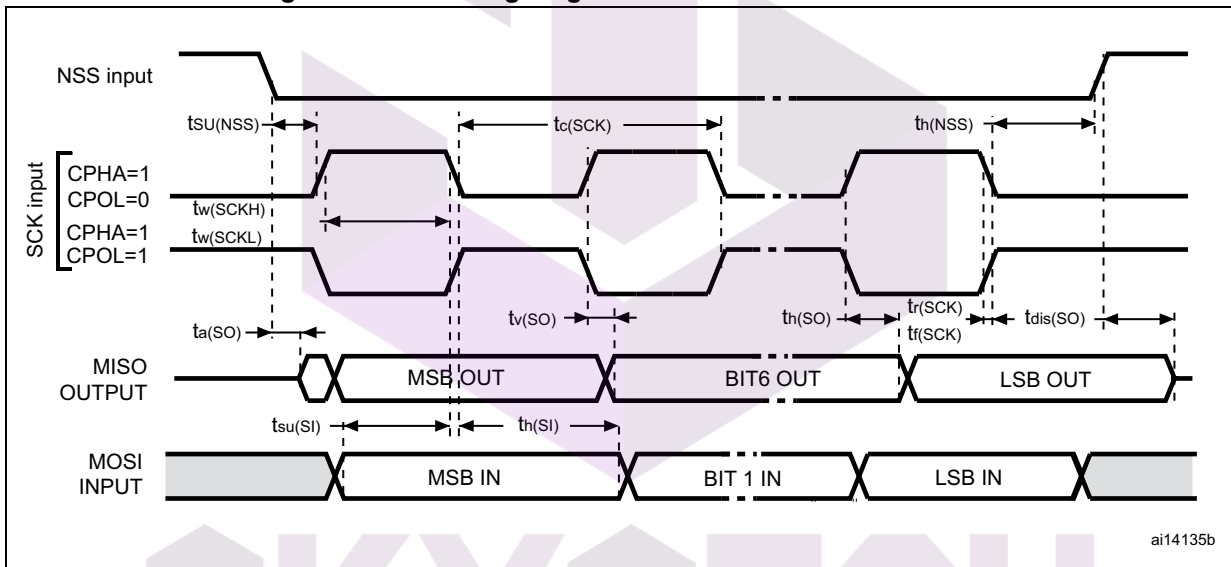 NSS input
tSU(NSS)
tc(SCK)
th(NSS)
SCK input
CPHA=1
CPOL=0
tw(SCKH)
CPHA=1
tw(SCKL)
CPOL=1
ta(SO)
tv(SO)
th(SO)
tr(SCK)
tf(SCK)
tdis(SO)
MISO
OUTPUT
MSB OUT
BIT6 OUT
LSB OUT
tsu(SI)
th(SI)
MOSI
INPUT
MSB IN
BIT 1 IN
LSB IN
ai14135b